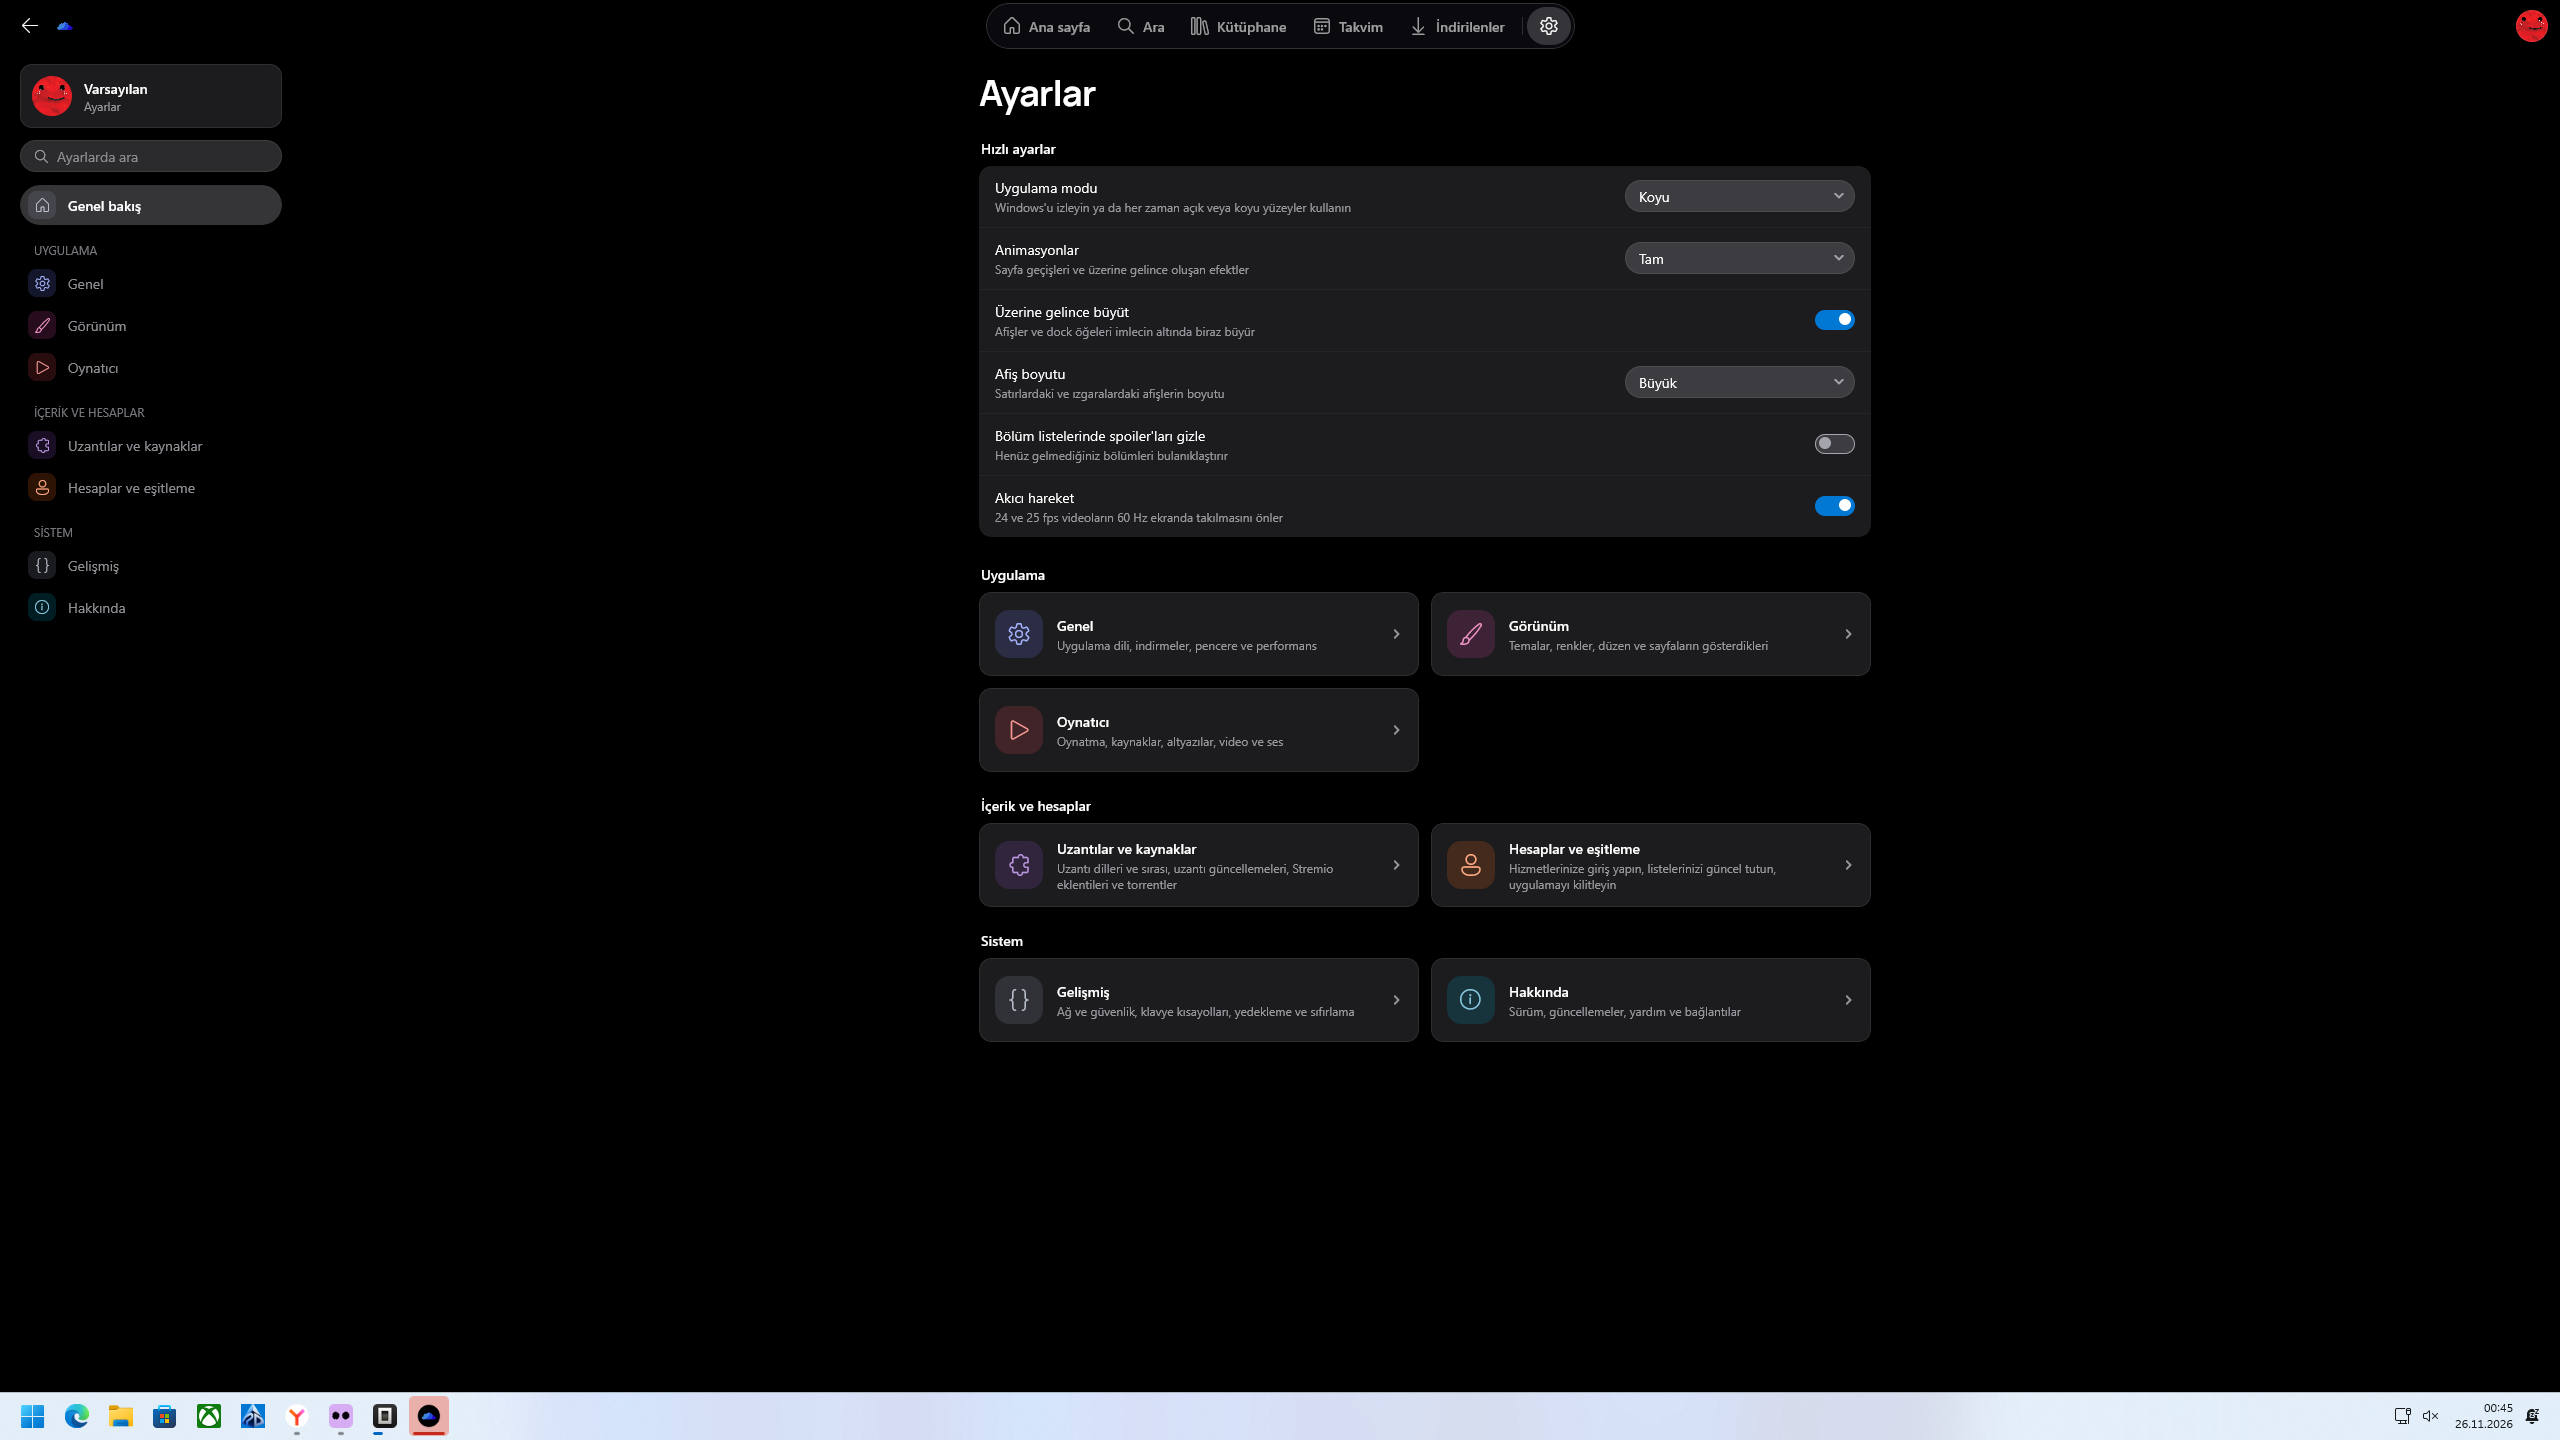 Ana sayfa
Ara
Kütüphane
Takvim
İndirilenler
Varsayılan
Ayarlar
Ayarlarda ara
Genel bakış
UYGULAMA
Genel
Görünüm
Oynatıcı
İÇERİK VE HESAPLAR
Uzantılar ve kaynaklar
Hesaplar ve eşitleme
SİSTEM
Gelişmiş
Hakkında
Ayarlar
Hızlı ayarlar
Uygulama modu
Windows'u izleyin ya da her zaman açık veya koyu yüzeyler kullanın
Koyu
Animasyonlar
Sayfa geçişleri ve üzerine gelince oluşan efektler
Tam
Üzerine gelince büyüt
Afişler ve dock öğeleri imlecin altında biraz büyür
Afiş boyutu
Satırlardaki ve ızgaralardaki afişlerin boyutu
Büyük
Bölüm listelerinde spoiler'ları gizle
Henüz gelmediğiniz bölümleri bulanıklaştırır
Akıcı hareket
24 ve 25 fps videoların 60 Hz ekranda takılmasını önler
Uygulama
Genel
Uygulama dili, indirmeler, pencere ve performans
Görünüm
Temalar, renkler, düzen ve sayfaların gösterdikleri
Oynatıcı
Oynatma, kaynaklar, altyazılar, video ve ses
İçerik ve hesaplar
Uzantılar ve kaynaklar
Uzantı dilleri ve sırası, uzantı güncellemeleri, Stremio
eklentileri ve torrentler
Hesaplar ve eşitleme
Hizmetlerinize giriş yapın, listelerinizi güncel tutun,
uygulamayı kilitleyin
Sistem
Gelişmiş
Ağ ve güvenlik, klavye kısayolları, yedekleme ve sıfırlama
Hakkında
Sürüm, güncellemeler, yardım ve bağlantılar
00:45
26.11.2026